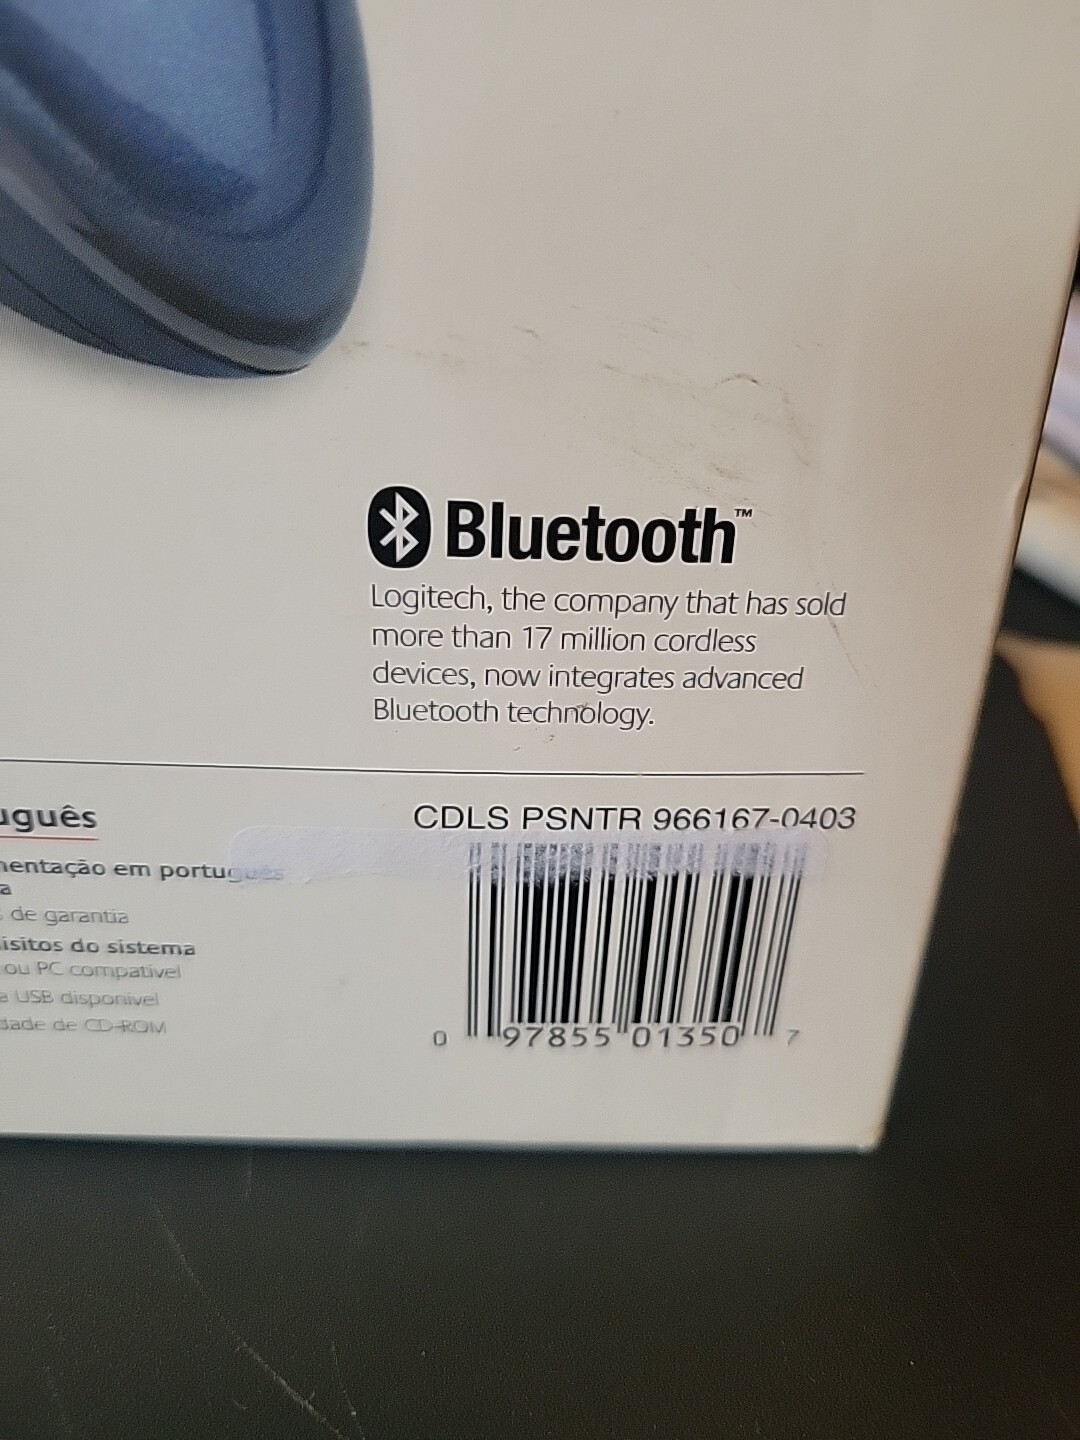 Bluetooth™
Logitech, the company that has sold
more than 17 million cordless
devices, now integrates advanced
Bluetooth technology.
uguês
CDLS PSNTR 966167-0403
mentação em português
a
de garantia
isitos do sistema
ou PC compatível
a USB disponível
dade de CD-ROM
0 97855 01350 7